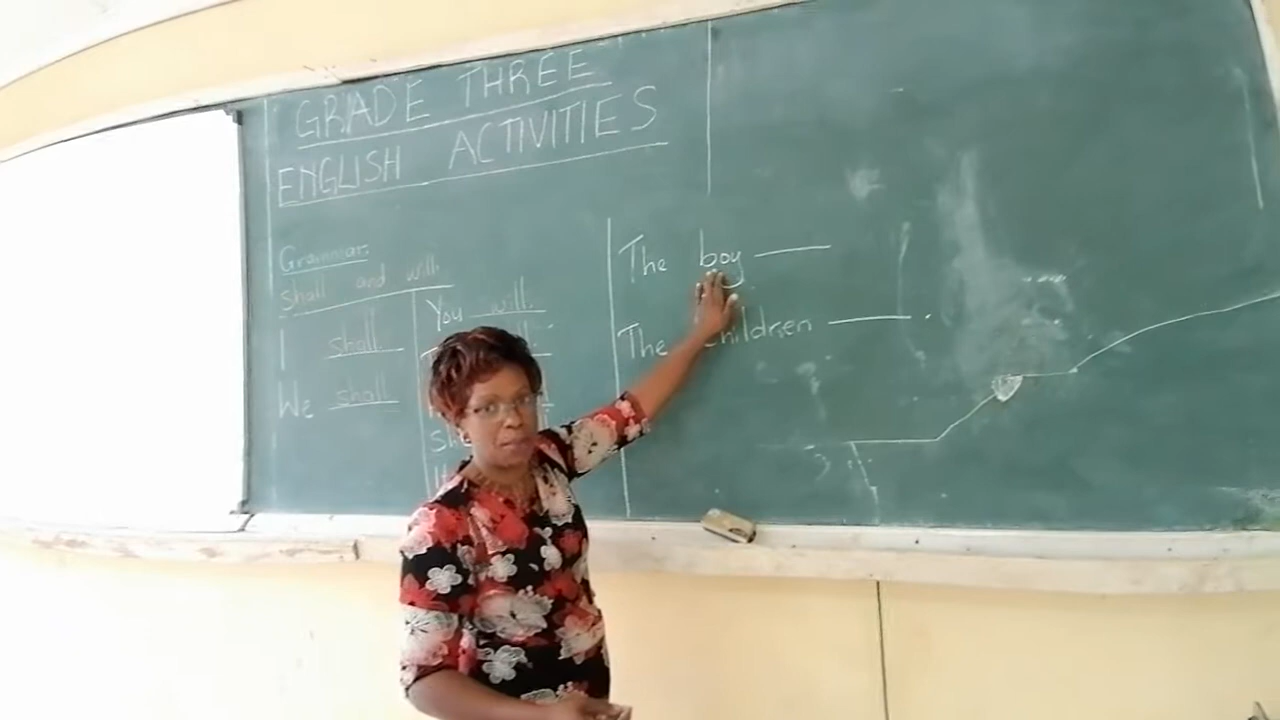 GRADE THREE
ENGLISH ACTIVITIES
Grammar.
Shall and will.
I shall.
We shall
You will.
The boy
The children